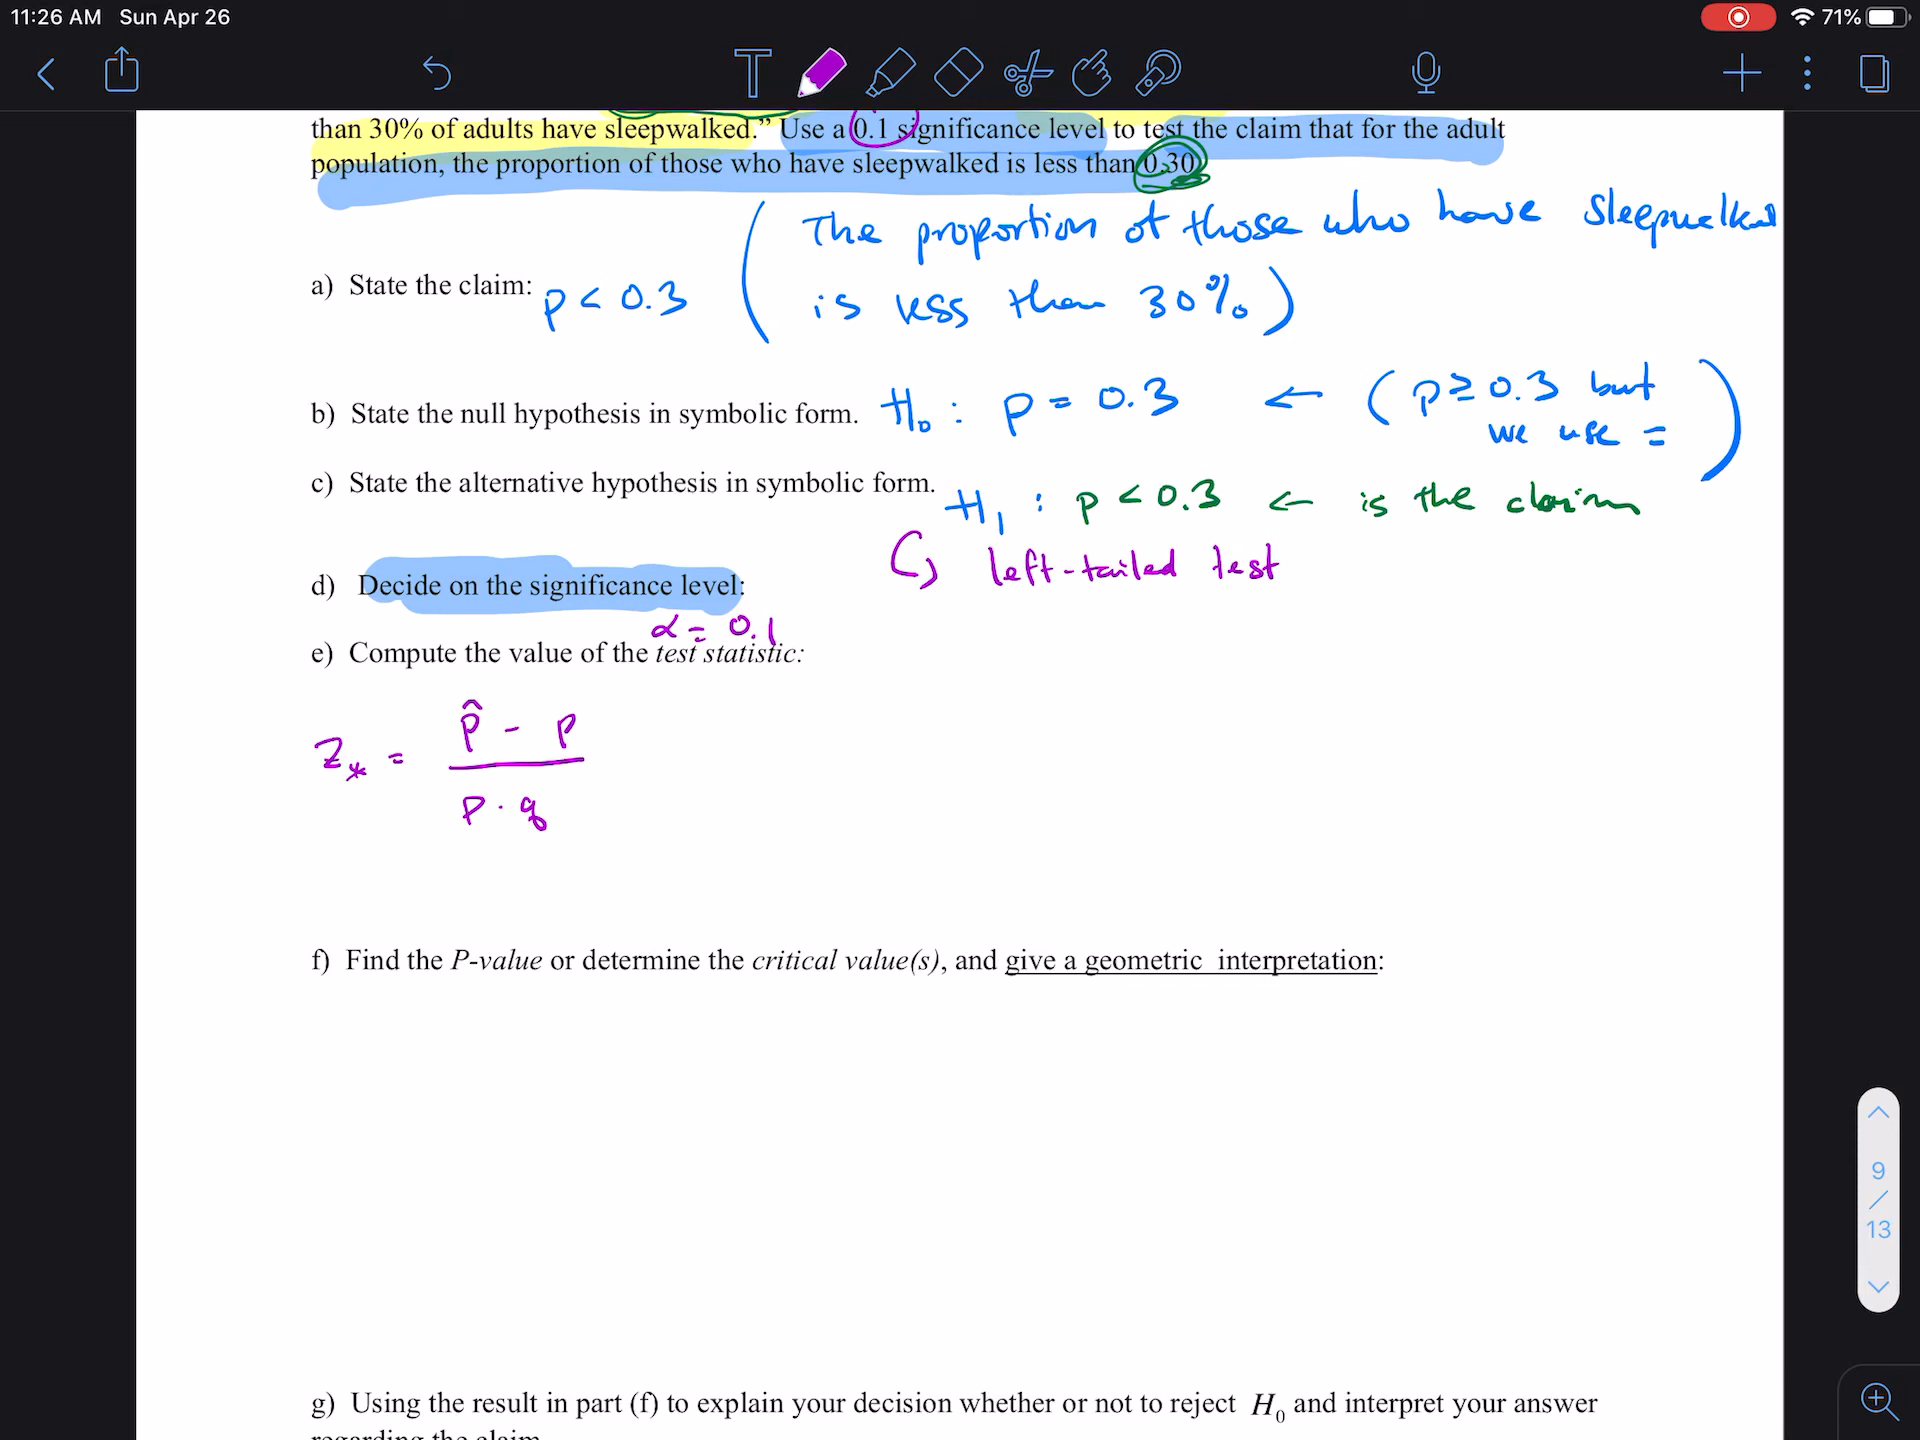 11:26 AM Sun Apr 26
71%
than 30% of adults have sleepwalked.” Use a 0.1 significance level to test the claim that for the adult
population, the proportion of those who have sleepwalked is less than 0.30
(The proportion of those who have sleepwalked
a) State the claim: p < 0.3
is less than 30%)
b) State the null hypothesis in symbolic form. H₀ : p = 0.3 ← (p ≥ 0.3 but
we use =)
c) State the alternative hypothesis in symbolic form.
H₁ : p < 0.3 ← is the claim
↳ left-tailed test
d) Decide on the significance level:
α = 0.1
e) Compute the value of the test statistic:
p̂ - p
z* =
p · q
f) Find the P-value or determine the critical value(s), and give a geometric interpretation:
9
/
13
g) Using the result in part (f) to explain your decision whether or not to reject H₀ and interpret your answer
regarding the claim